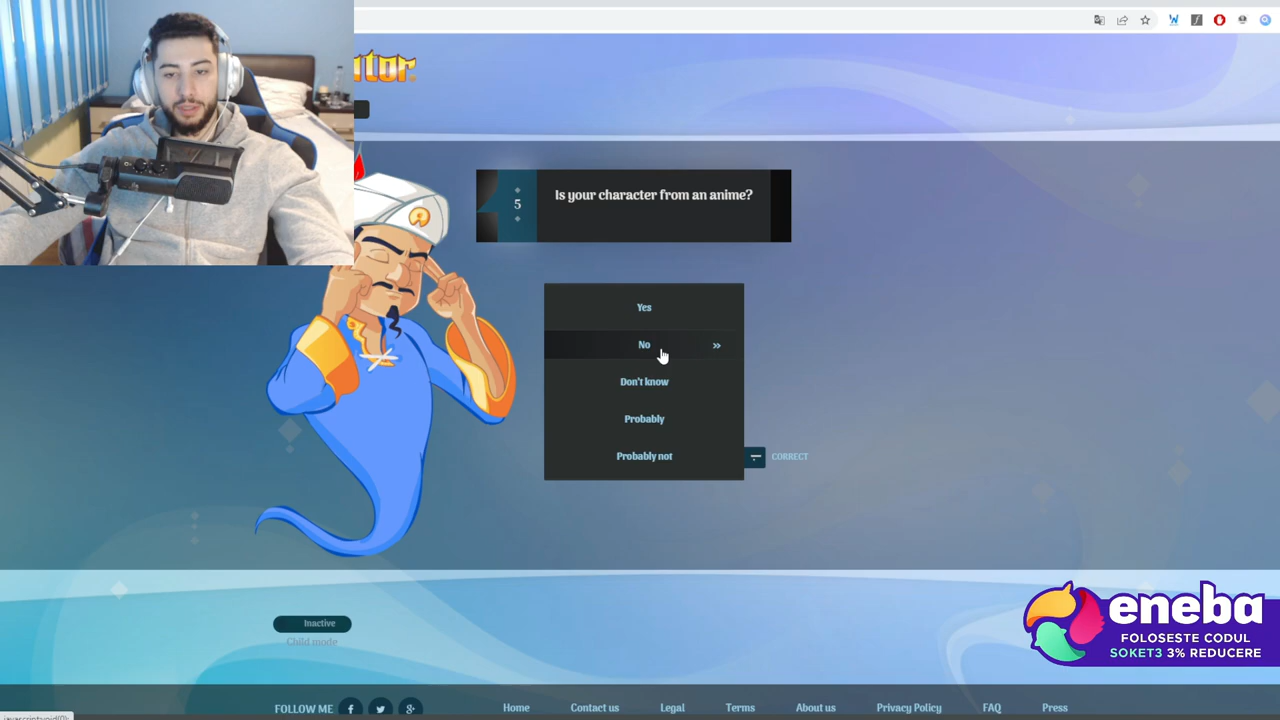 tor.
5
Is your character from an anime?
Yes
No
Don't know
Probably
Probably not
CORRECT
Inactive
Child mode
eneba
FOLOSESTE CODUL
SOKET3 3% REDUCERE
FOLLOW ME
Home
Contact us
Legal
Terms
About us
Privacy Policy
FAQ
Press